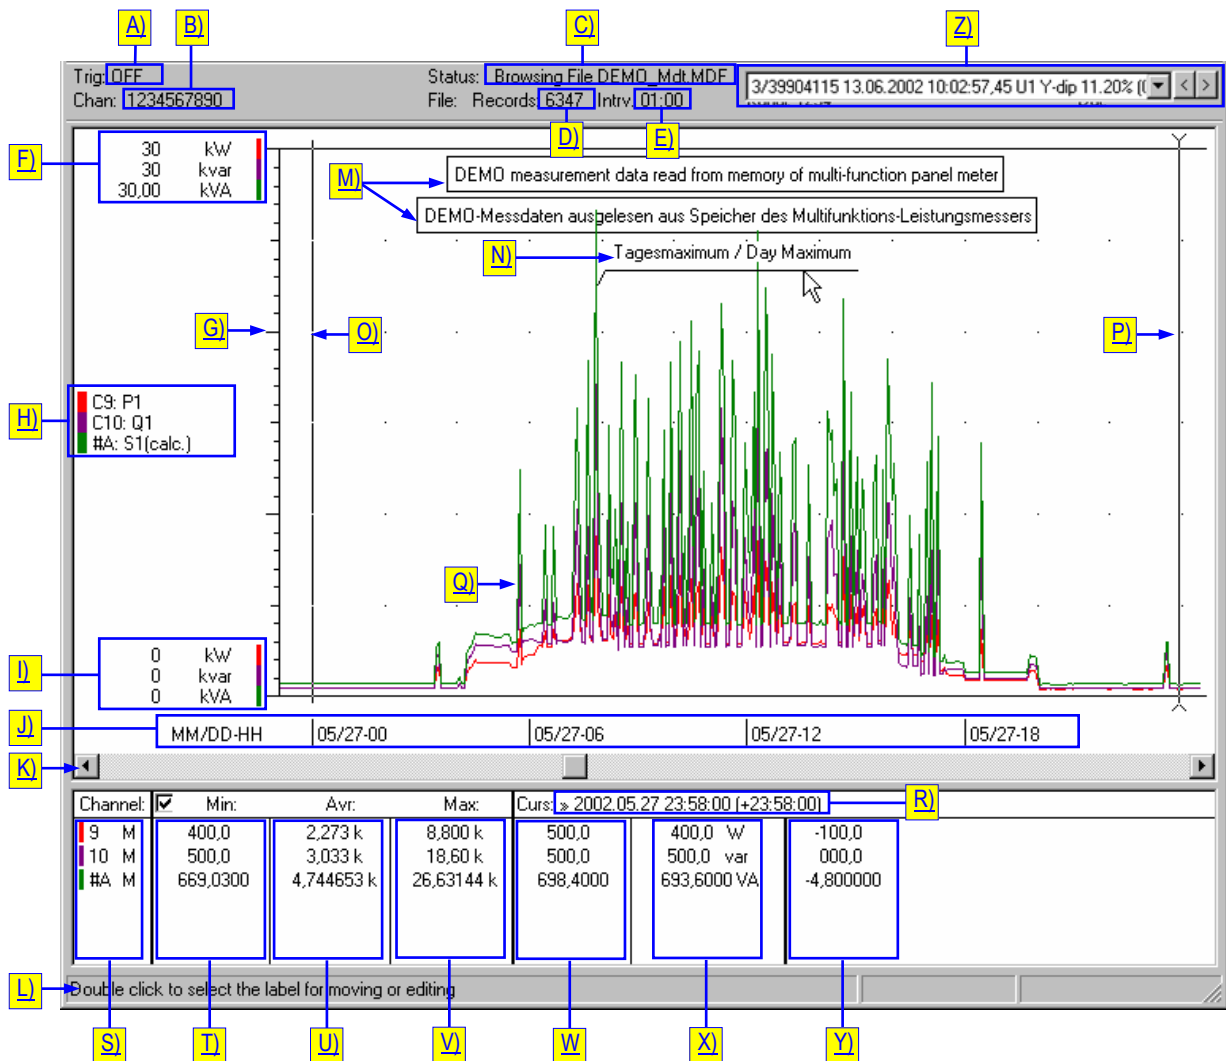 A) B) C) Z)
Trig: OFF Status: Browsing File DEMO_Mdt.MDF 3/39904115 13.06.2002 10:02:57,45 U1 Y-dip 11.20% (
Chan: 1234567890 File: Records: 6347 Intrv. 01:00
D) E)
F) 30 kW
30 kvar
30,00 kVA
M) DEMO measurement data read from memory of multi-function panel meter
DEMO-Messdaten ausgelesen aus Speicher des Multifunktions-Leistungsmessers
N) Tagesmaximum / Day Maximum
G) O) P)
H) C9: P1
C10: Q1
#A: S1(calc.)
Q)
I) 0 kW
0 kvar
0 kVA
J) MM/DD-HH 05/27-00 05/27-06 05/27-12 05/27-18
K)
Channel: Min: Avr: Max: Curs: » 2002.05.27 23:58:00 (+23:58:00) R)
9 M 400,0 2,273 k 8,800 k 500,0 400,0 W -100,0
10 M 500,0 3,033 k 18,60 k 500,0 500,0 var 000,0
#A M 669,0300 4,744653 k 26,63144 k 698,4000 693,6000 VA -4,800000
L) Double click to select the label for moving or editing
S) T) U) V) W X) Y)